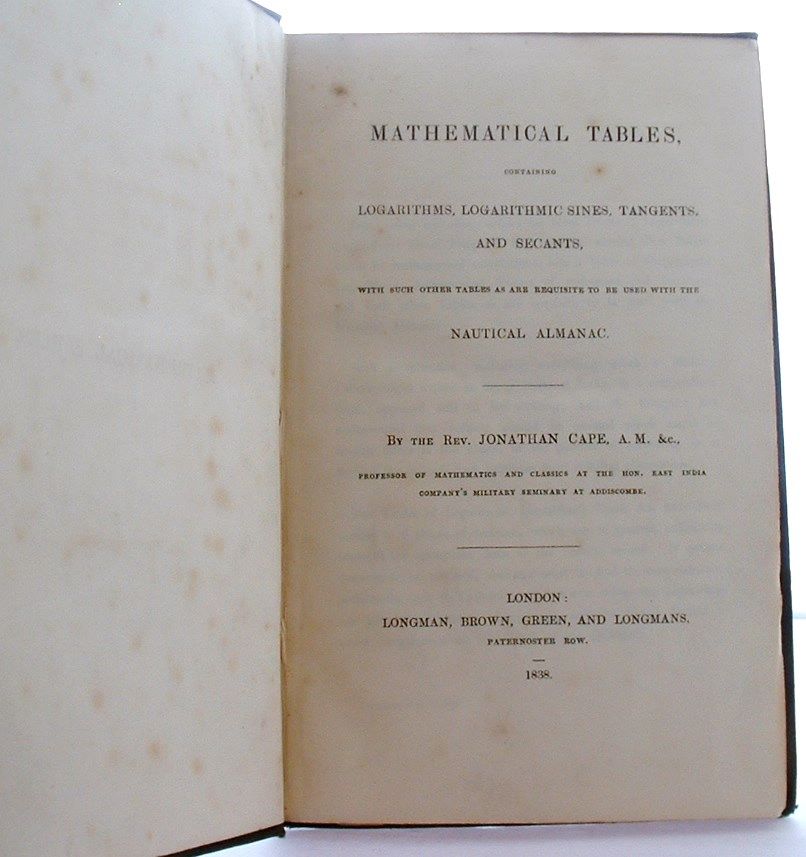 MATHEMATICAL TABLES,
CONTAINING
LOGARITHMS, LOGARITHMIC SINES, TANGENTS,
AND SECANTS,
WITH SUCH OTHER TABLES AS ARE REQUISITE TO BE USED WITH THE
NAUTICAL ALMANAC.
BY THE REV. JONATHAN CAPE, A. M. &c.,
PROFESSOR OF MATHEMATICS AND CLASSICS AT THE HON. EAST INDIA
COMPANY'S MILITARY SEMINARY AT ADDISCOMBE.
LONDON:
LONGMAN, BROWN, GREEN, AND LONGMANS,
PATERNOSTER ROW.
1838.